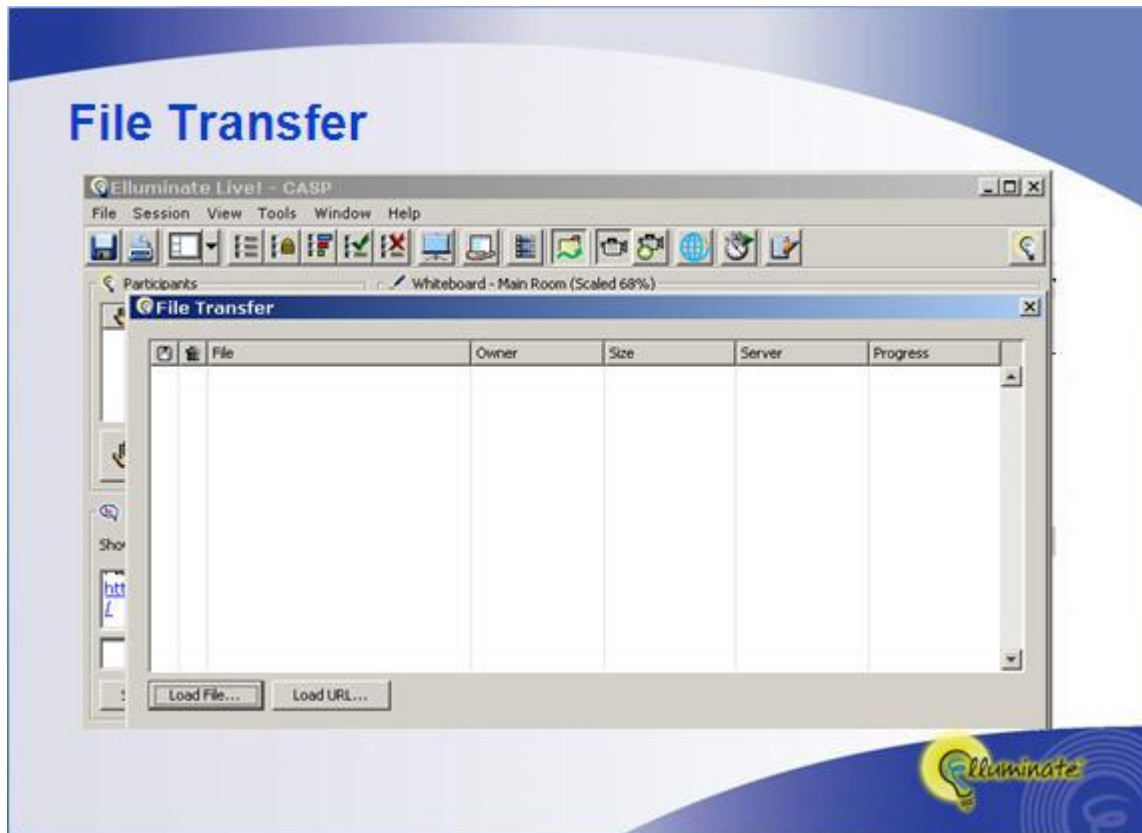 File Transfer
Elluminate Live! - CASP
File Session View Tools Window Help
Participants
Whiteboard - Main Room (Scaled 68%)
File Transfer
File Owner Size Server Progress
Sho
htt
/
Load File... Load URL...
Elluminate